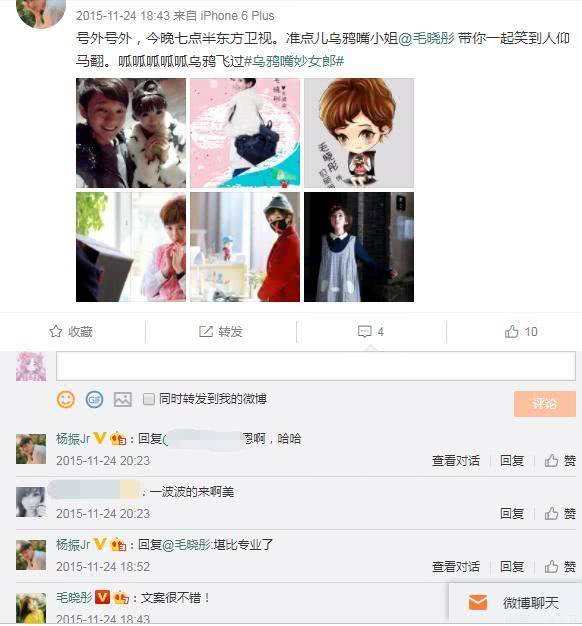 2015-11-24 18:43 来自 iPhone 6 Plus
号外号外，今晚七点半东方卫视。准点儿乌鸦嘴小姐@毛晓彤 带你一起笑到人仰
马翻。呱呱呱呱呱乌鸦飞过#乌鸦嘴妙女郎#
毛晓彤
收藏
转发
4
10
GIF
同时转发到我的微博
评论
杨振Jr：回复@ 恩啊，哈哈
2015-11-24 20:23
查看对话
回复
赞
：一波波的来啊美
2015-11-24 20:23
回复
赞
杨振Jr：回复@毛晓彤:堪比专业了
2015-11-24 18:52
查看对话
回复
赞
毛晓彤：文案很不错！
2015-11-24 18:43
微博聊天